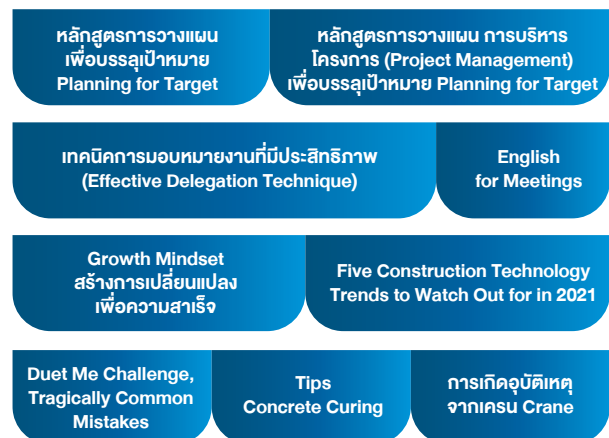 หลักสูตรการวางแผน
เพื่อบรรลุเป้าหมาย
Planning for Target
หลักสูตรการวางแผน การบริหาร
โครงการ (Project Management)
เพื่อบรรลุเป้าหมาย Planning for Target
เทคนิคการมอบหมายงานที่มีประสิทธิภาพ
(Effective Delegation Technique)
English
for Meetings
Growth Mindset
สร้างการเปลี่ยนแปลง
เพื่อความสาเร็จ
Five Construction Technology
Trends to Watch Out for in 2021
Duet Me Challenge,
Tragically Common
Mistakes
Tips
Concrete Curing
การเกิดอุบัติเหตุ
จากเครน Crane